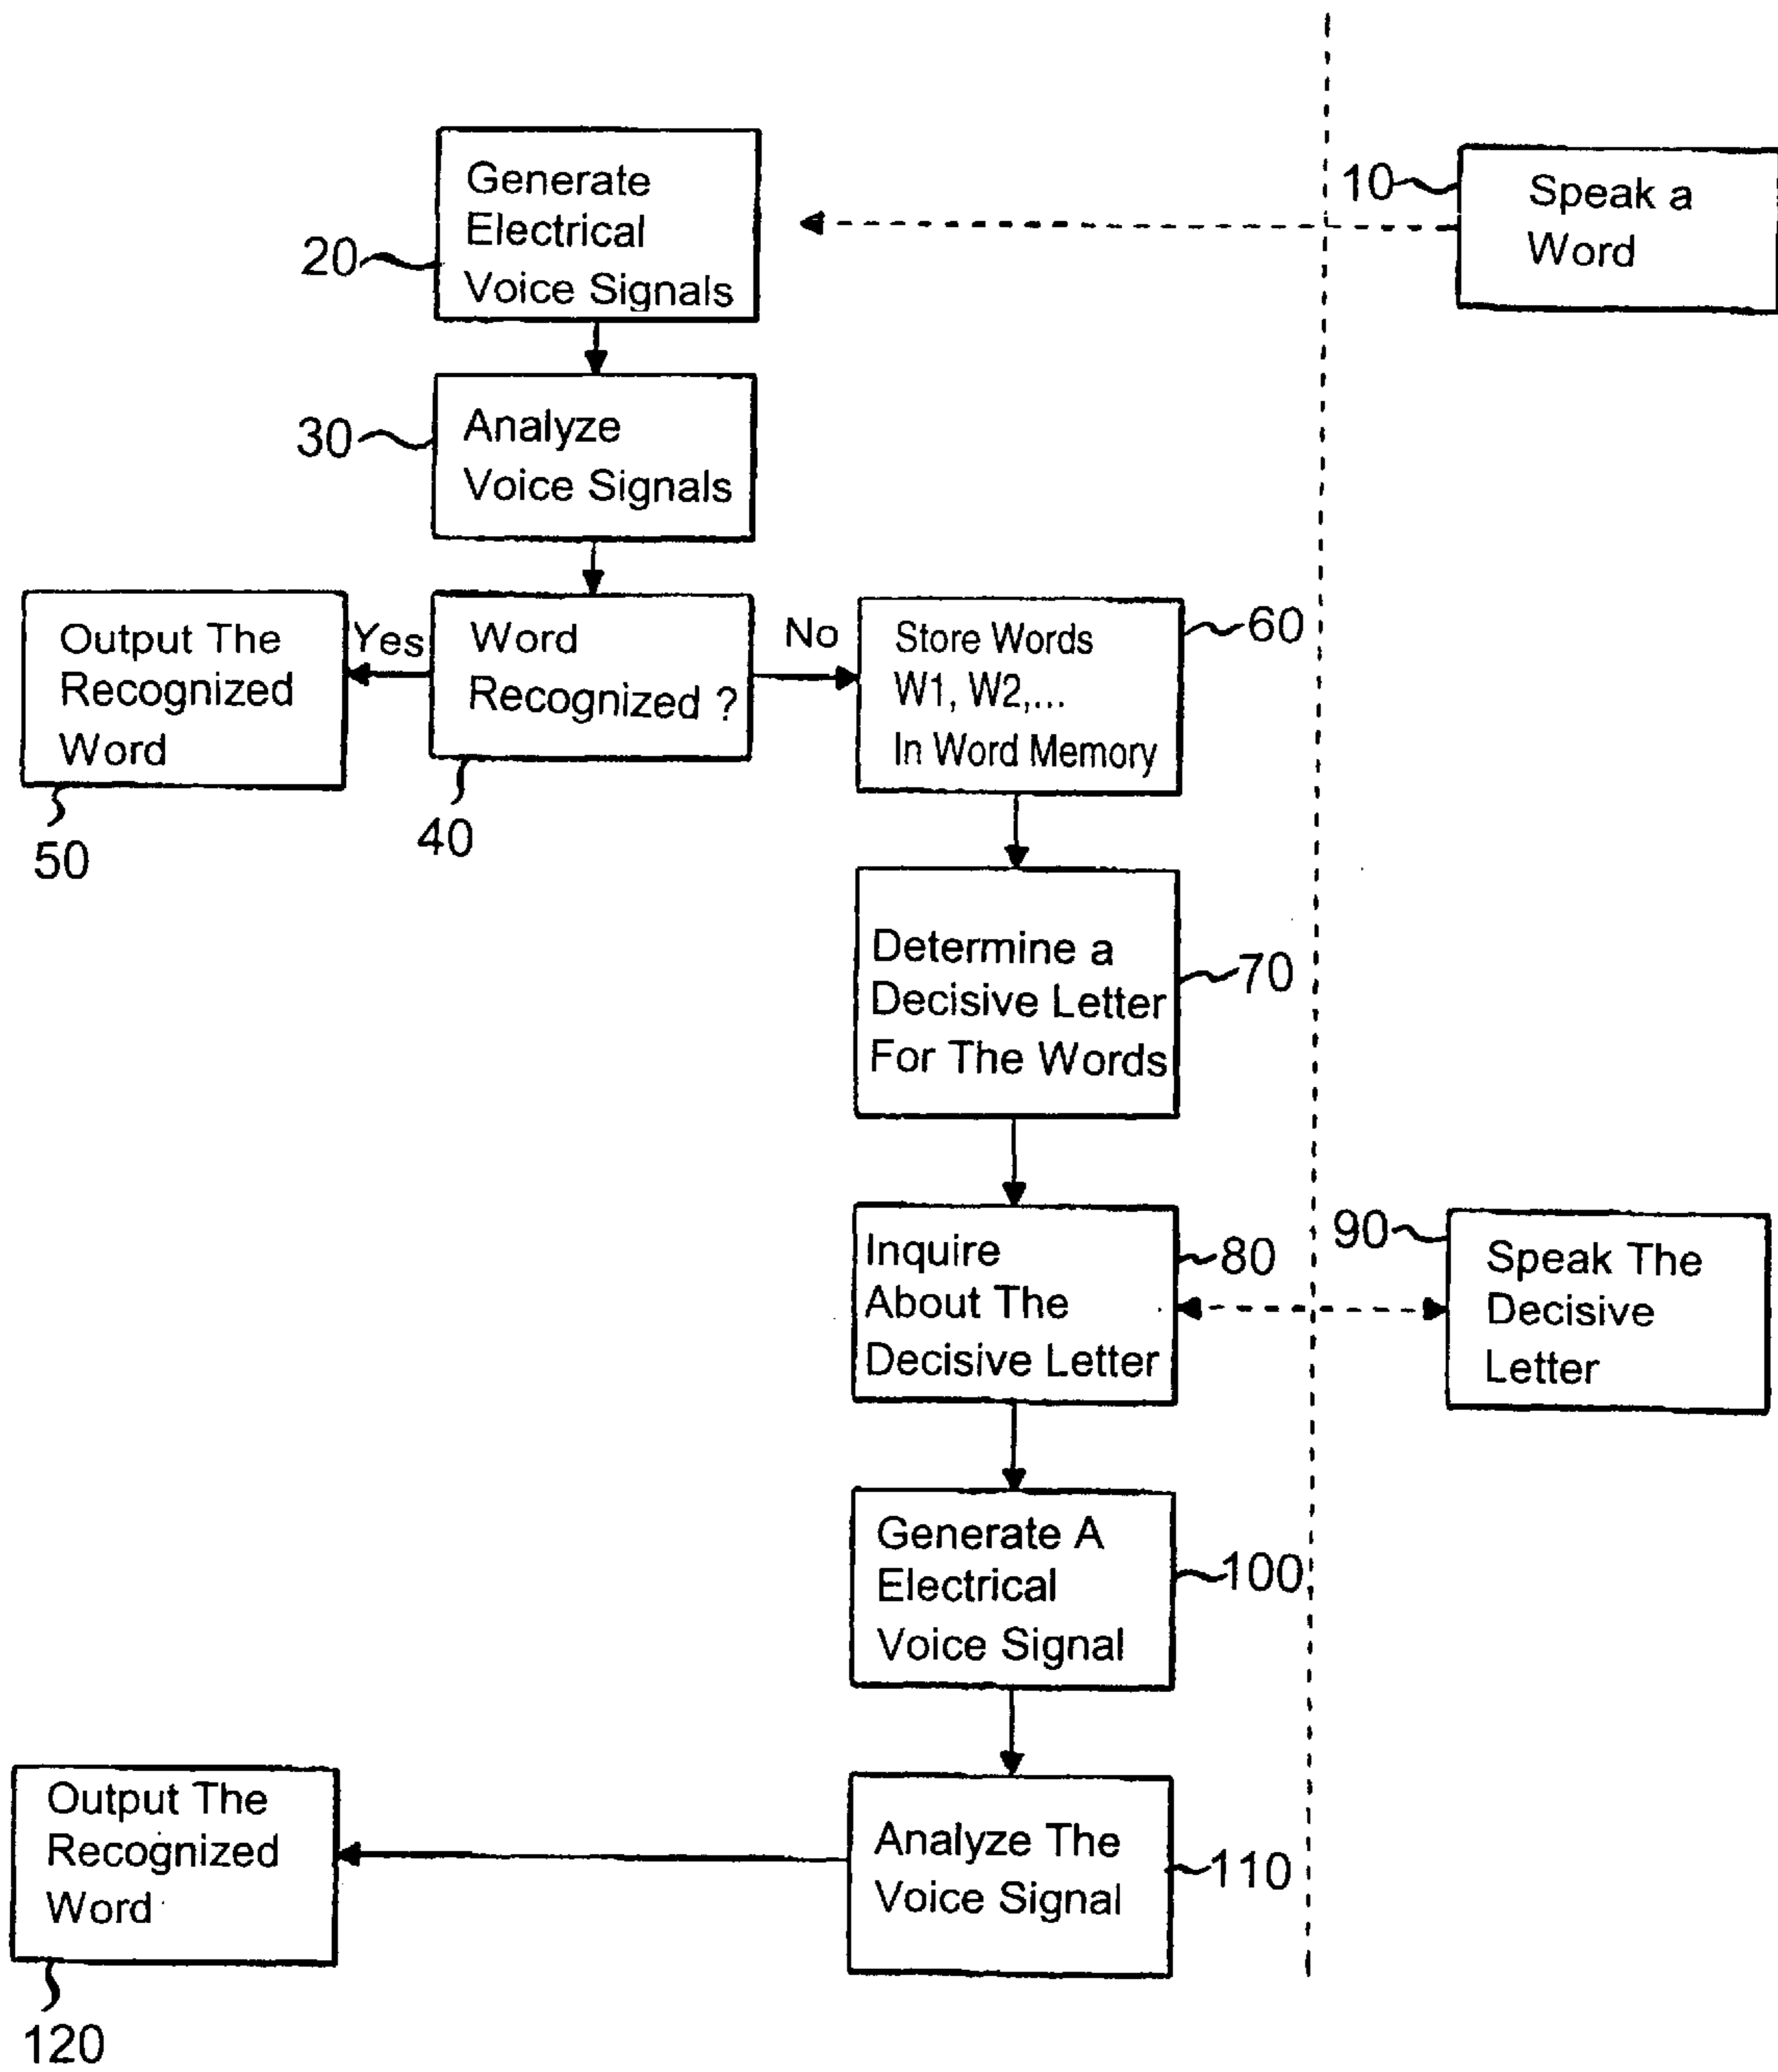 10
Speak a
Word
20
Generate
Electrical
Voice Signals
30
Analyze
Voice Signals
40
Word
Recognized ?
Yes
Output The
Recognized
Word
50
No
Store Words
W1, W2,...
In Word Memory
60
Determine a
Decisive Letter
For The Words
70
Inquire
About The
Decisive Letter
80
90
Speak The
Decisive
Letter
Generate A
Electrical
Voice Signal
100
Analyze The
Voice Signal
110
Output The
Recognized
Word
120